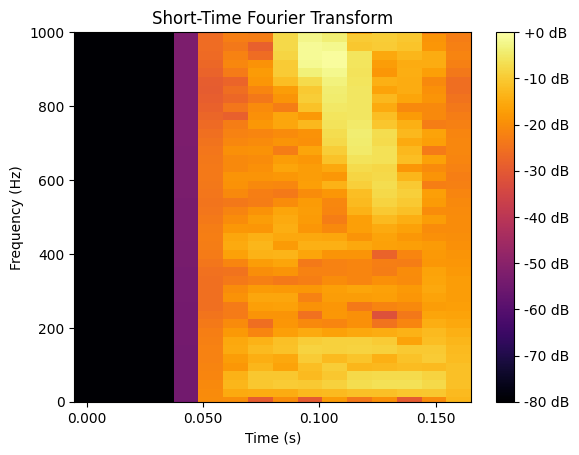 Short-Time Fourier Transform
Frequency (Hz)
1000
800
600
400
200
0
0.000
0.050
0.100
0.150
Time (s)
+0 dB
-10 dB
-20 dB
-30 dB
-40 dB
-50 dB
-60 dB
-70 dB
-80 dB